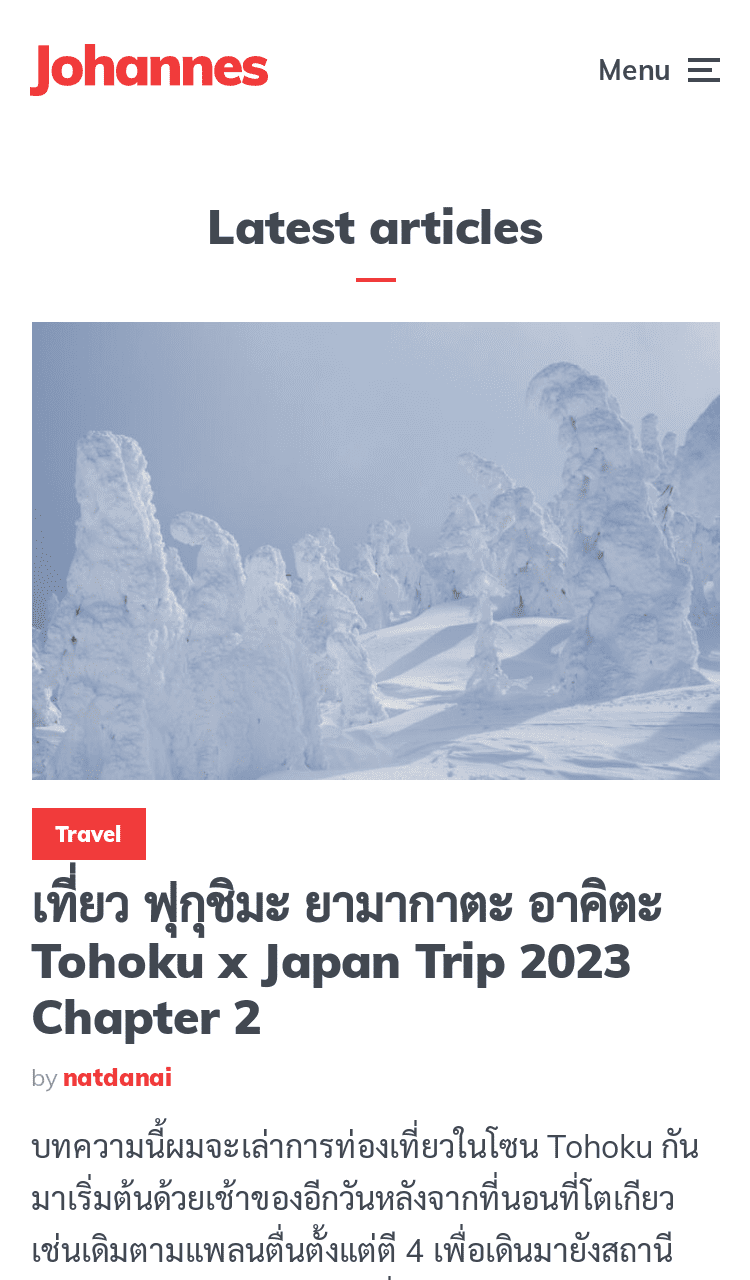 Johannes
Menu
Latest articles
Travel
เที่ยว ฟุกุชิมะ ยามากาตะ อาคิตะ
Tohoku x Japan Trip 2023
Chapter 2
by natdanai
บทความนี้ผมจะเล่าการท่องเที่ยวในโซน Tohoku กัน
มาเริ่มต้นด้วยเช้าของอีกวันหลังจากที่นอนที่โตเกียว
เช่นเดิมตามแพลนตื่นตั้งแต่ตี 4 เพื่อเดินมายังสถานี